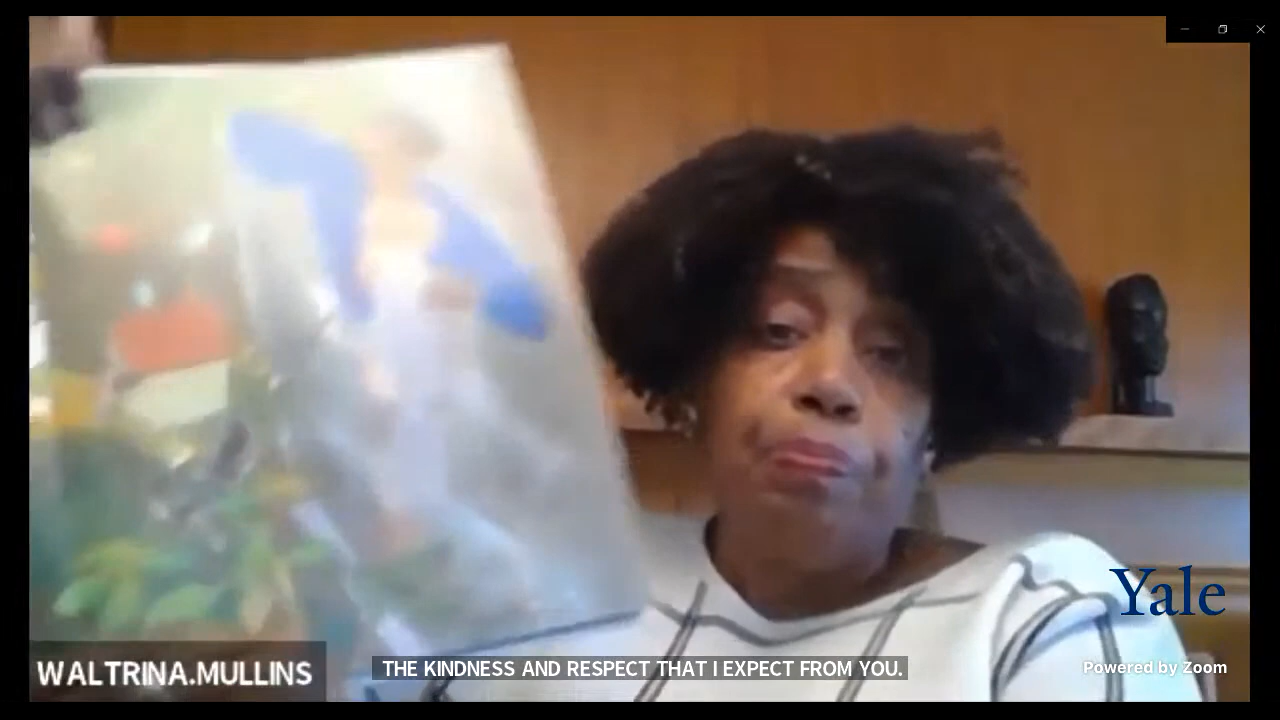 Yale
WALTRINA.MULLINS
THE KINDNESS AND RESPECT THAT I EXPECT FROM YOU.
Powered by Zoom